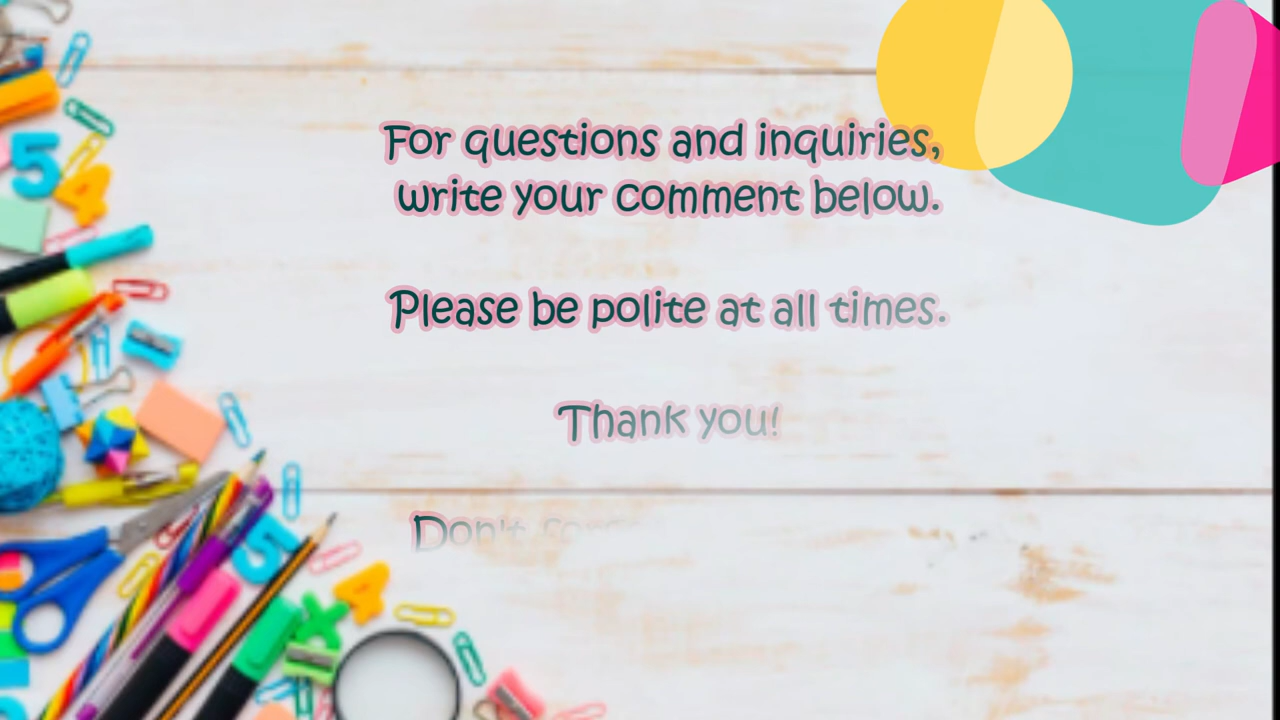 For questions and inquiries,
write your comment below.
Please be polite at all times.
Thank you!
Don't